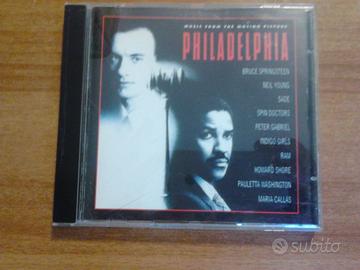 MUSIC FROM THE MOTION PICTURE
PHILADELPHIA
BRUCE SPRINGSTEEN
NEIL YOUNG
SADE
SPIN DOCTORS
PETER GABRIEL
INDIGO GIRLS
RAM
HOWARD SHORE
PAULETTA WASHINGTON
MARIA CALLAS
subito